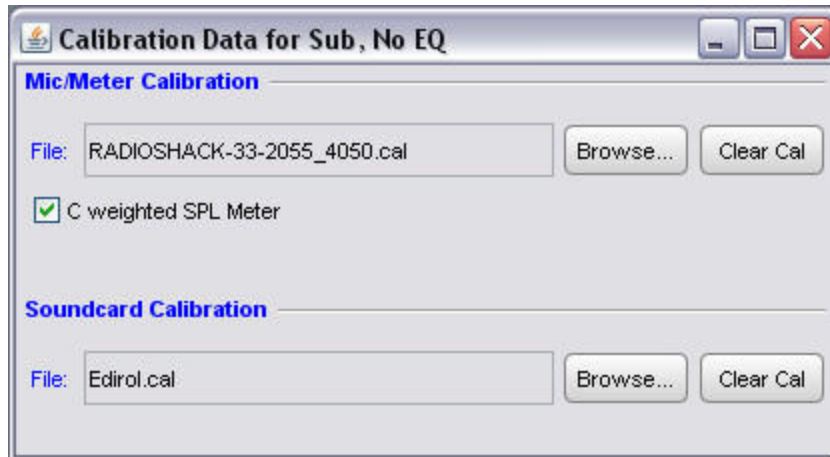 Calibration Data for Sub, No EQ
Mic/Meter Calibration
File: RADIOSHACK-33-2055_4050.cal Browse... Clear Cal
C weighted SPL Meter
Soundcard Calibration
File: Edirol.cal Browse... Clear Cal